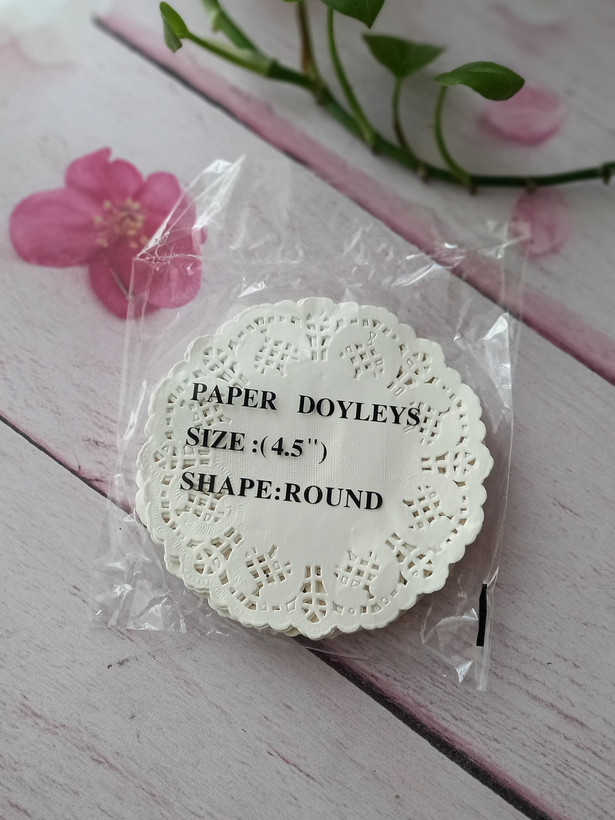 PAPER DOYLEYS
SIZE :( 4.5")
SHAPE:ROUND